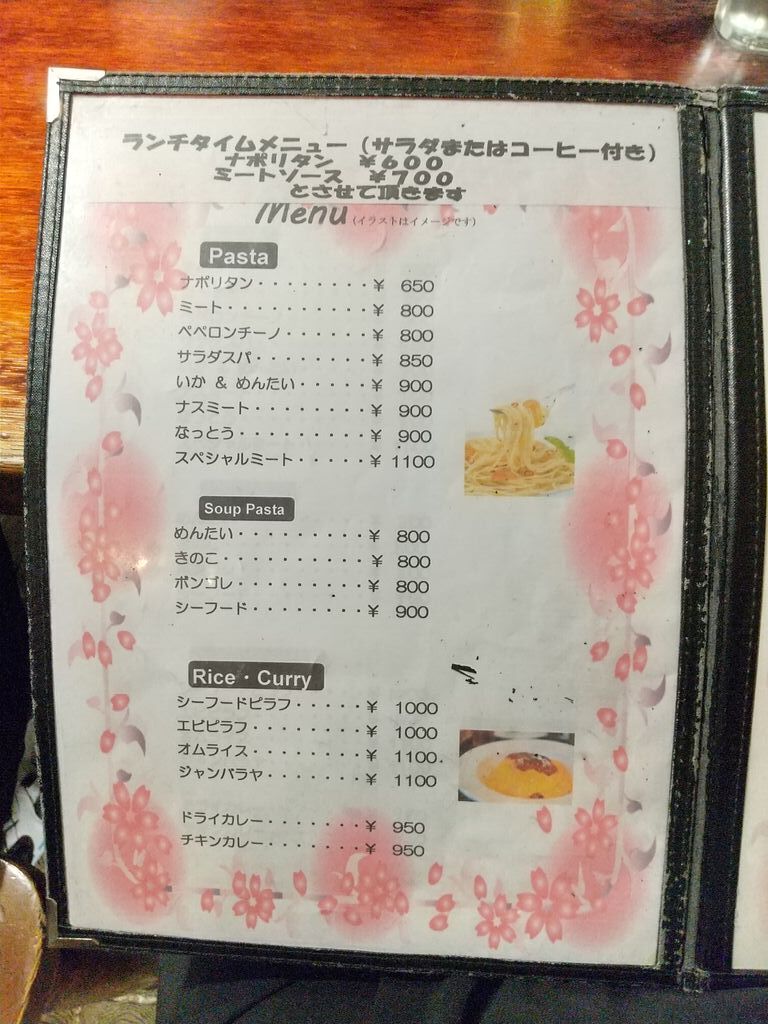 ランチタイムメニュー（サラダまたはコーヒー付き）
ナポリタン　￥６００
ミートソース　￥７００
とさせて頂きます
Menu（イラストはイメージです）
Pasta
ナポリタン・・・・・・・・￥ 650
ミート・・・・・・・・・・￥ 800
ペペロンチーノ・・・・・・￥ 800
サラダスパ・・・・・・・・￥ 850
いか & めんたい・・・・・￥ 900
ナスミート・・・・・・・・￥ 900
なっとう・・・・・・・・・￥ 900
スペシャルミート・・・・・￥ 1100
Soup Pasta
めんたい・・・・・・・・・￥ 800
きのこ・・・・・・・・・・￥ 800
ボンゴレ・・・・・・・・・￥ 800
シーフード・・・・・・・・￥ 900
Rice・Curry
シーフードピラフ・・・・・￥ 1000
エビピラフ・・・・・・・・￥ 1000
オムライス・・・・・・・・￥ 1100.
ジャンバラヤ・・・・・・・￥ 1100
ドライカレー・・・・・・・￥ 950
チキンカレー・・・・・・・￥ 950